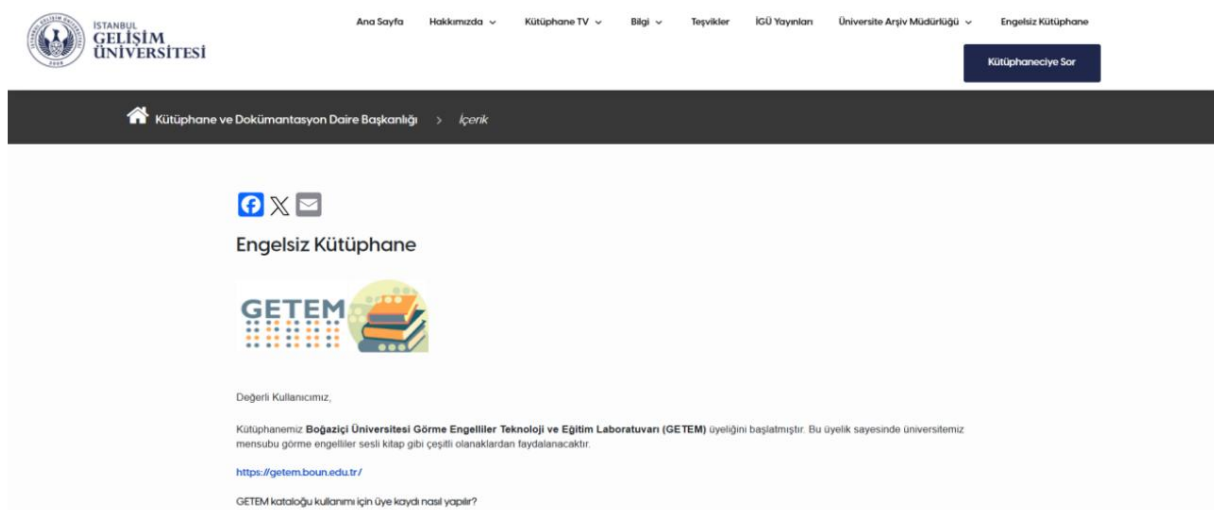 İSTANBUL
GELİŞİM
ÜNİVERSİTESİ
Ana Sayfa Hakkımızda Kütüphane TV Bilgi Teşvikler İGÜ Yayınları Üniversite Arşiv Müdürlüğü Engelsiz Kütüphane
Kütüphaneciye Sor
Kütüphane ve Dokümantasyon Daire Başkanlığı > İçerik
Engelsiz Kütüphane
GETEM
Değerli Kullanıcımız,
Kütüphanemiz Boğaziçi Üniversitesi Görme Engelliler Teknoloji ve Eğitim Laboratuvarı (GETEM) üyeliğini başlatmıştır. Bu üyelik sayesinde üniversitemiz
mensubu görme engelliler sesli kitap gibi çeşitli olanaklardan faydalanacaktır.
https://getem.boun.edu.tr/
GETEM kataloğu kullanımı için üye kaydı nasıl yapılır?